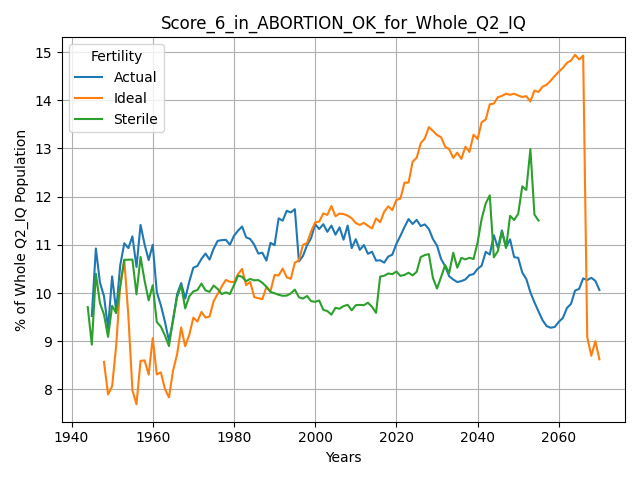 Score_6_in_ABORTION_OK_for_Whole_Q2_IQ
% of Whole Q2_IQ Population
15
14
13
12
11
10
9
8
Fertility
Actual
Ideal
Sterile
1940 1960 1980 2000 2020 2040 2060
Years